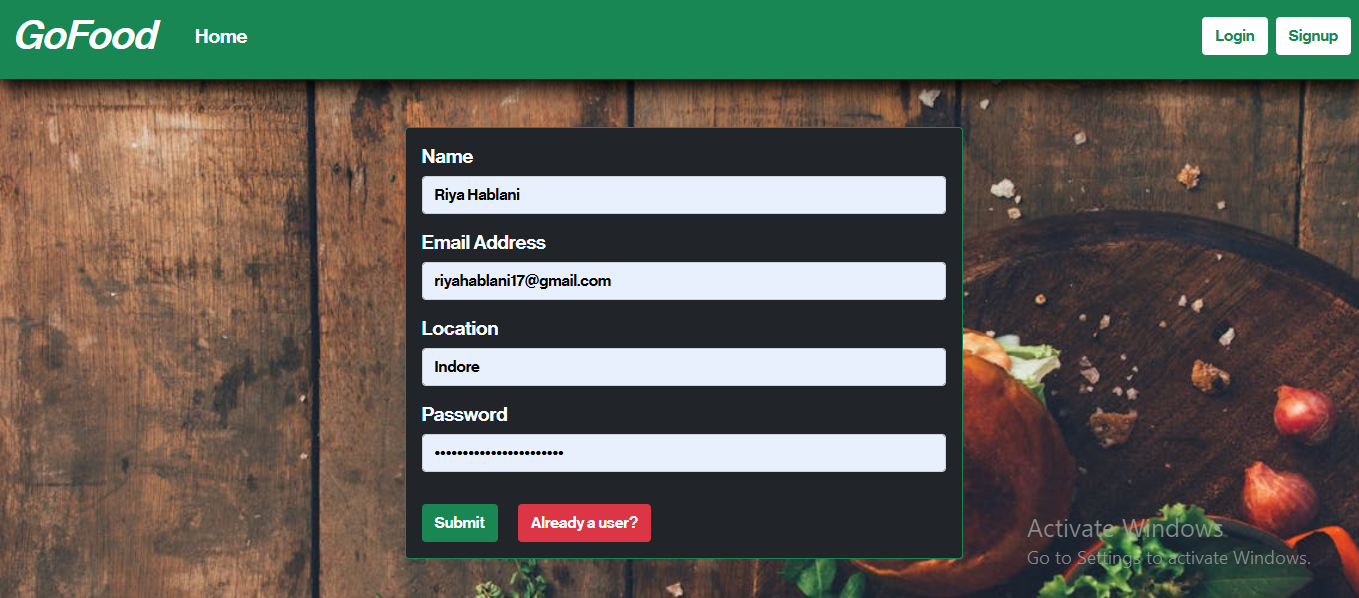 GoFood Home Login Signup
Name
Riya Hablani
Email Address
riyahablani17@gmail.com
Location
Indore
Password
•••••••••••••••••••••••
Submit Already a user?
Activate Windows
Go to Settings to activate Windows.